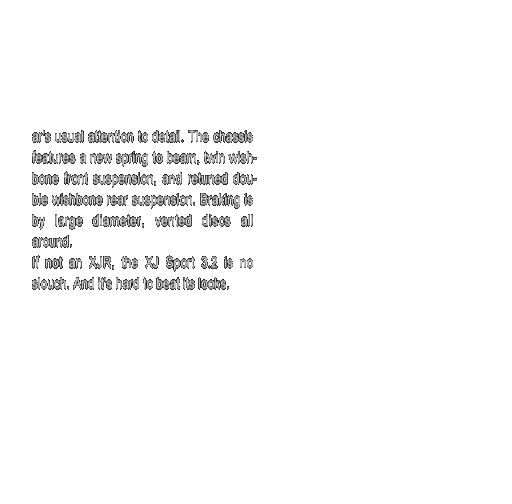 ar's usual attention to detail. The chassis
features a new spring to beam, twin wish-
bone front suspension, and retuned dou-
ble wishbone rear suspension. Braking is
by large diameter, vented discs all
around.
If not an XJR, the XJ Sport 3.2 is no
slouch. And it's hard to beat its looks.